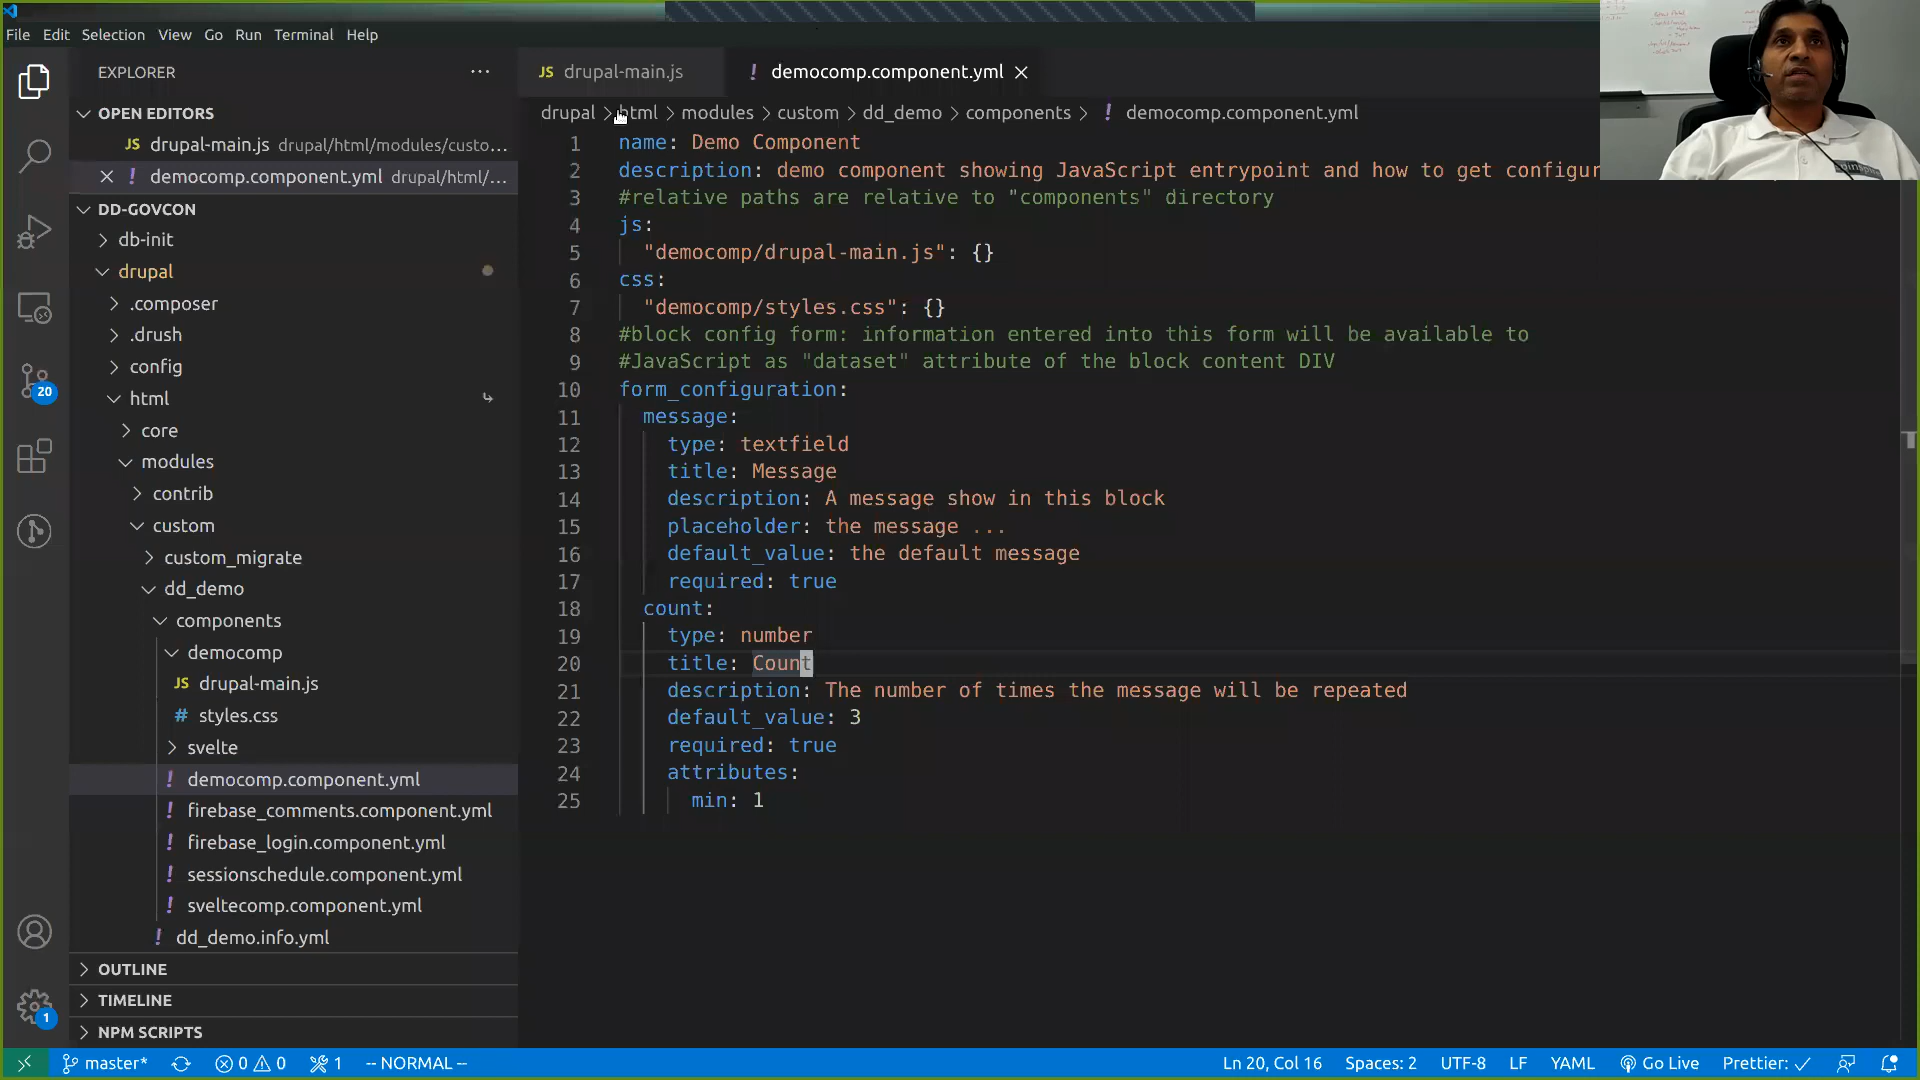 File Edit Selection View Go Run Terminal Help
EXPLORER ...
JS drupal-main.js
! democomp.component.yml
OPEN EDITORS
drupal > html > modules > custom > dd_demo > components > ! democomp.component.yml
JS drupal-main.js drupal/html/modules/custo...
! democomp.component.yml drupal/html/...
DD-GOVCON
db-init
drupal
.composer
.drush
config
html
core
modules
contrib
custom
custom_migrate
dd_demo
components
democomp
JS drupal-main.js
# styles.css
svelte
! democomp.component.yml
! firebase_comments.component.yml
! firebase_login.component.yml
! sessionschedule.component.yml
! sveltecomp.component.yml
! dd_demo.info.yml
OUTLINE
TIMELINE
NPM SCRIPTS
20
1
1 name: Demo Component
2 description: demo component showing JavaScript entrypoint and how to get configur
3 #relative paths are relative to "components" directory
4 js:
5 "democomp/drupal-main.js": {}
6 css:
7 "democomp/styles.css": {}
8 #block config form: information entered into this form will be available to
9 #JavaScript as "dataset" attribute of the block content DIV
10 form_configuration:
11 message:
12 type: textfield
13 title: Message
14 description: A message show in this block
15 placeholder: the message ...
16 default_value: the default message
17 required: true
18 count:
19 type: number
20 title: Count
21 description: The number of times the message will be repeated
22 default_value: 3
23 required: true
24 attributes:
25 min: 1
master* 0 0 1 -- NORMAL -- Ln 20, Col 16 Spaces: 2 UTF-8 LF YAML Go Live Prettier: ✓